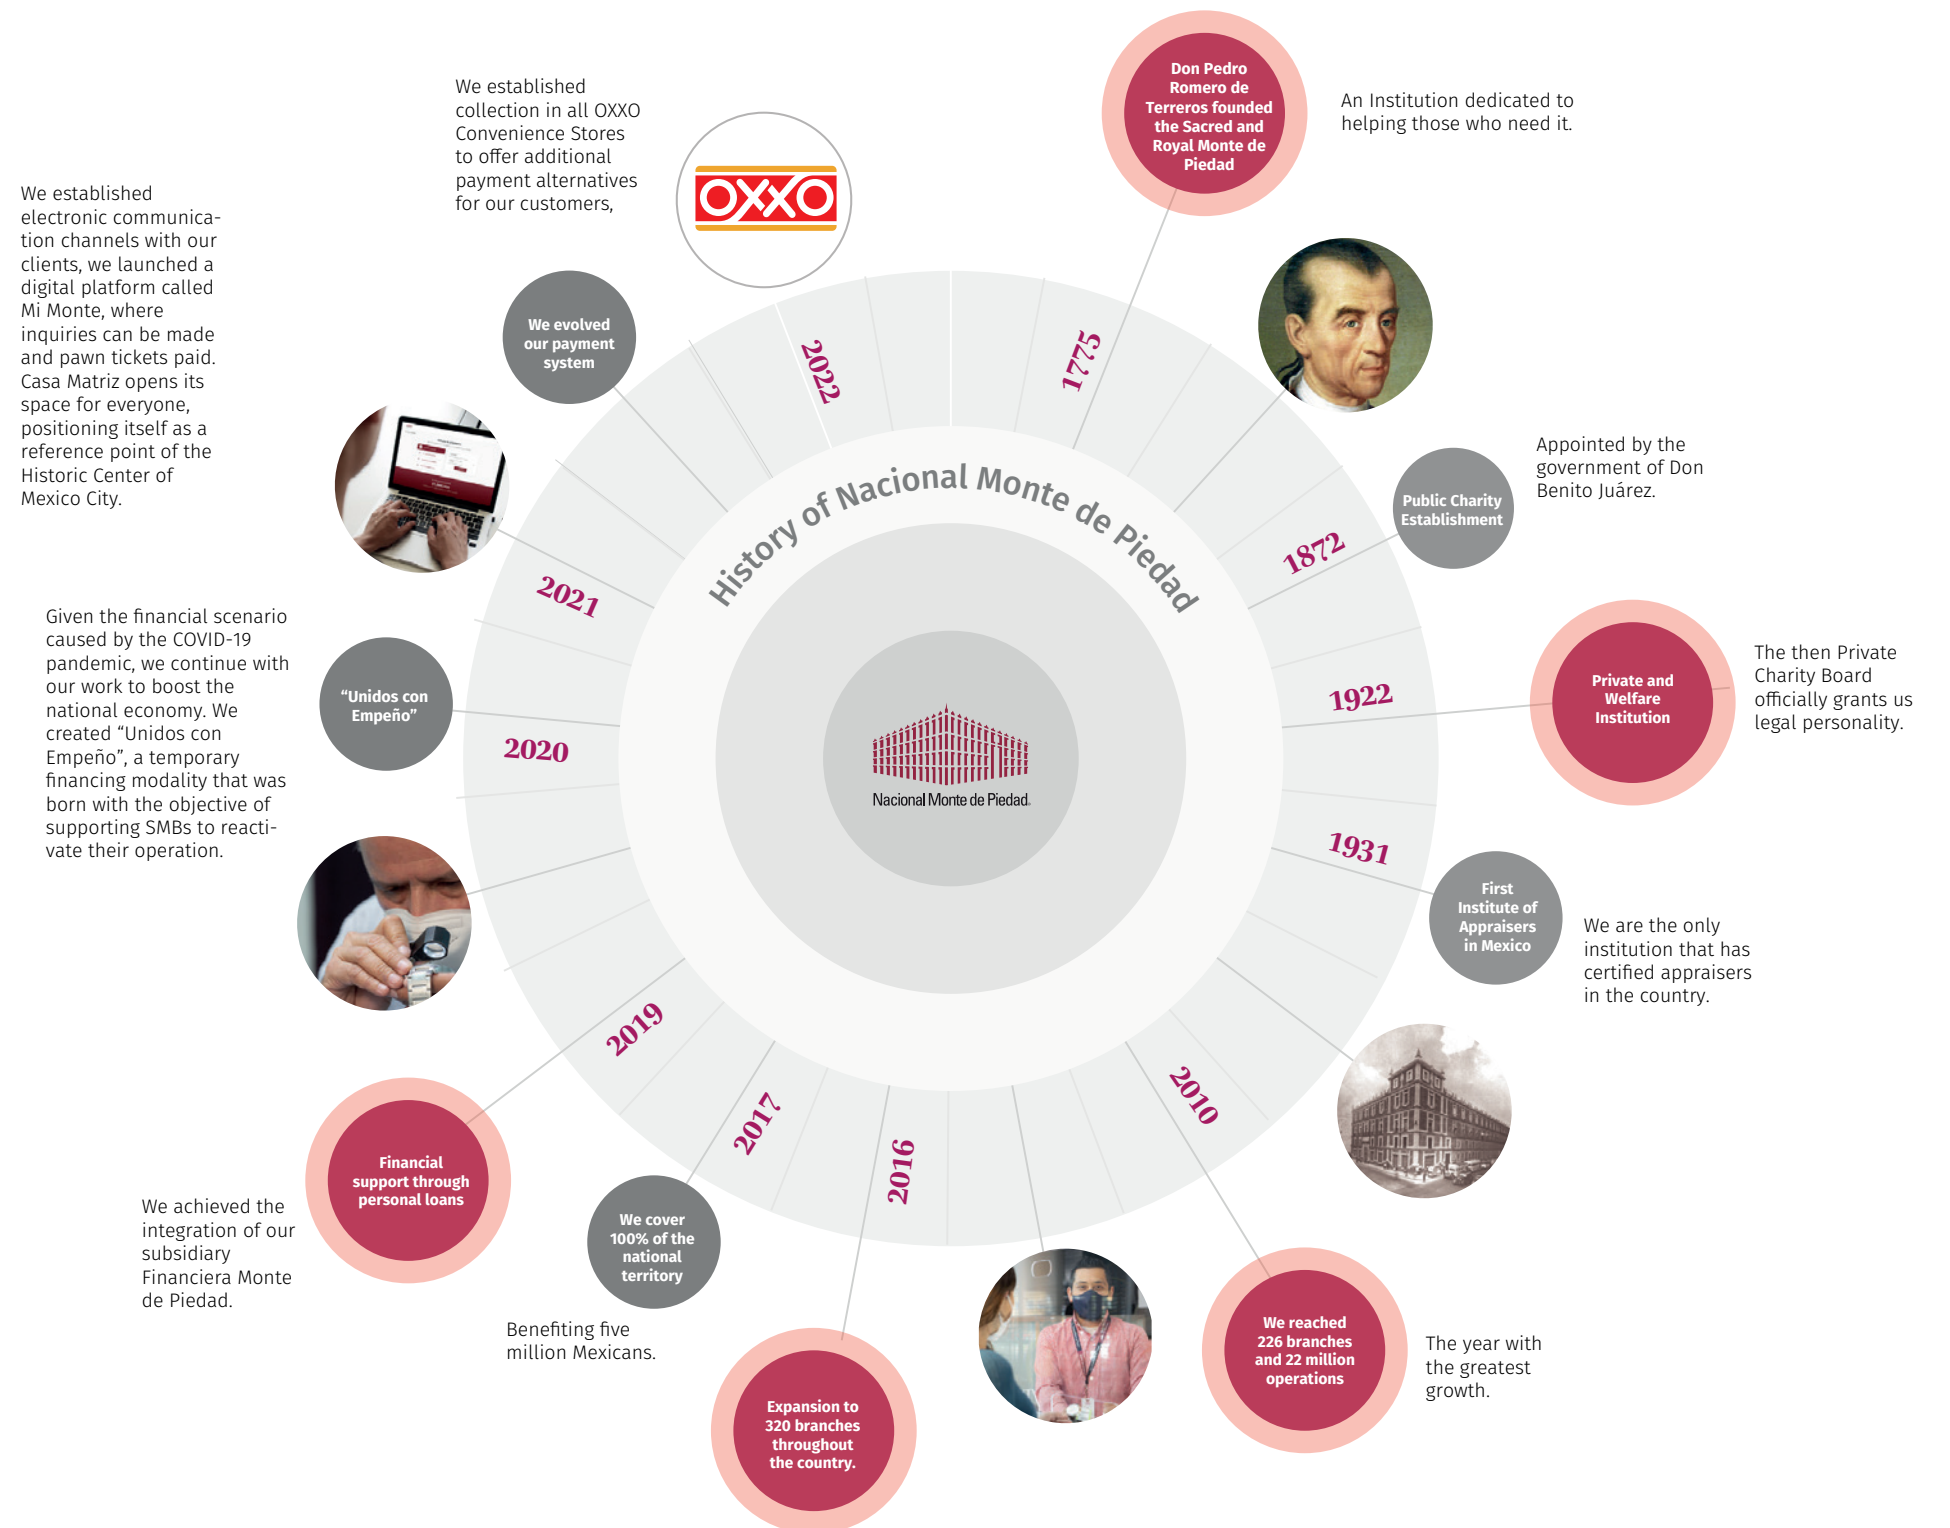 History of Nacional Monte de Piedad
Nacional Monte de Piedad
1775
Don Pedro
Romero de
Terreros founded
the Sacred and
Royal Monte de
Piedad
An Institution dedicated to
helping those who need it.
1872
Public Charity
Establishment
Appointed by the
government of Don
Benito Juárez.
1922
Private and
Welfare
Institution
The then Private
Charity Board
officially grants us
legal personality.
1931
First
Institute of
Appraisers
in Mexico
We are the only
institution that has
certified appraisers
in the country.
2010
We reached
226 branches
and 22 million
operations
The year with
the greatest
growth.
2016
Expansion to
320 branches
throughout
the country.
2017
We cover
100% of the
national
territory
Benefiting five
million Mexicans.
2019
Financial
support through
personal loans
We achieved the
integration of our
subsidiary
Financiera Monte
de Piedad.
2020
“Unidos con
Empeño”
Given the financial scenario
caused by the COVID-19
pandemic, we continue with
our work to boost the
national economy. We
created “Unidos con
Empeño”, a temporary
financing modality that was
born with the objective of
supporting SMBs to reacti-
vate their operation.
2021
We established
electronic communica-
tion channels with our
clients, we launched a
digital platform called
Mi Monte, where
inquiries can be made
and pawn tickets paid.
Casa Matriz opens its
space for everyone,
positioning itself as a
reference point of the
Historic Center of
Mexico City.
2022
We evolved
our payment
system
We established
collection in all OXXO
Convenience Stores
to offer additional
payment alternatives
for our customers,
OXXO